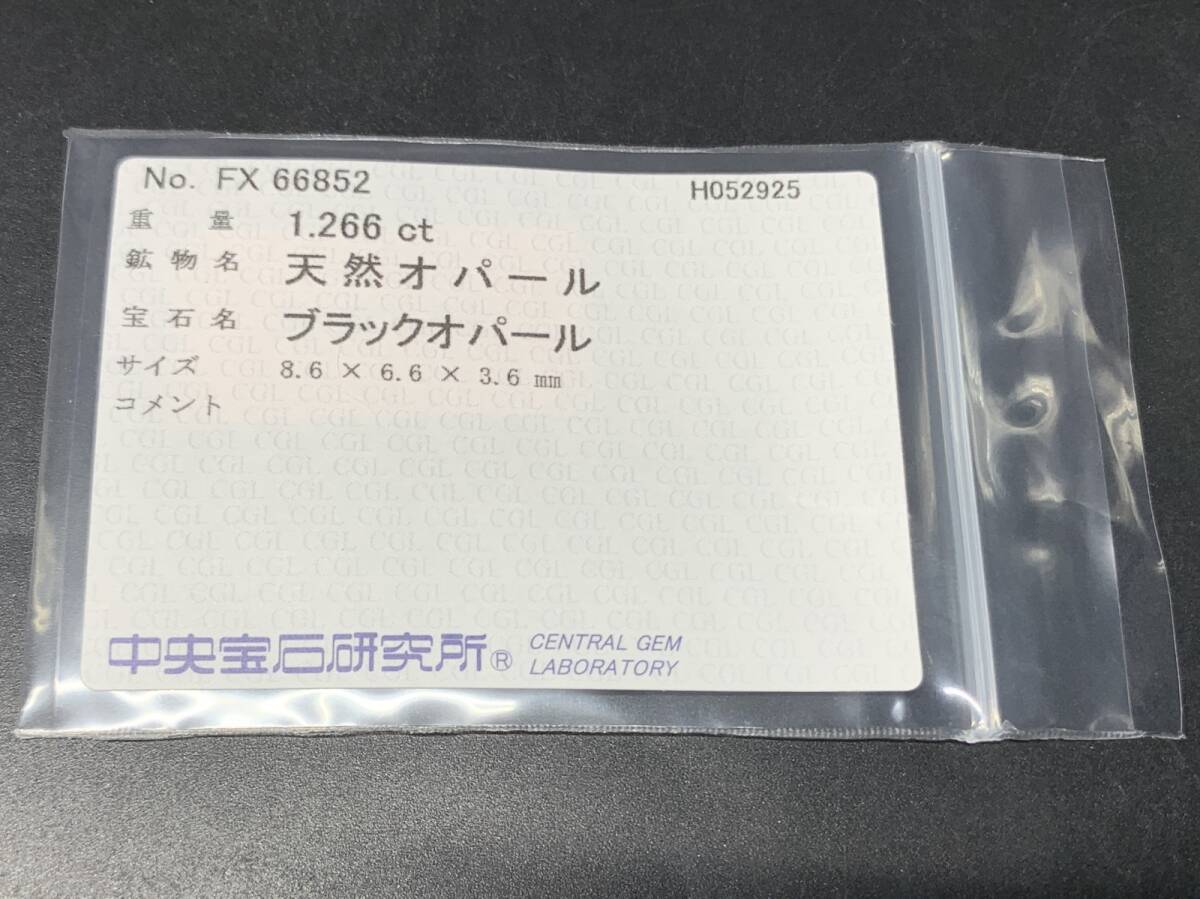 No. FX 66852
H052925
重量 1.266 ct
鉱物名 天然オパール
宝石名 ブラックオパール
サイズ 8.6 × 6.6 × 3.6 mm
コメント
中央宝石研究所® CENTRAL GEM
LABORATORY